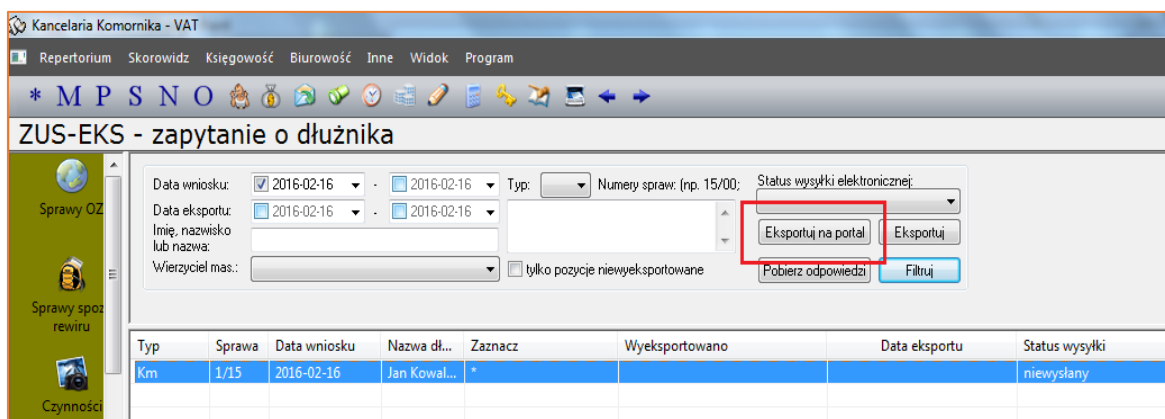 Kancelaria Komornika - VAT
Repertorium Skorowidz Księgowość Biurowość Inne Widok Program
* M P S N O
ZUS-EKS - zapytanie o dłużnika
Sprawy OZ
Sprawy spoz
rewiru
Czynności
Data wniosku: 2016-02-16 - 2016-02-16 Typ: Numery spraw: (np. 15/00; Status wysyłki elektronicznej:
Data eksportu: 2016-02-16 - 2016-02-16
Imię, nazwisko
lub nazwa:
Eksportuj na portal Eksportuj
Wierzyciel mas.: tylko pozycje niewyeksportowane Pobierz odpowiedzi Filtruj
Typ Sprawa Data wniosku Nazwa dł... Zaznacz Wyeksportowano Data eksportu Status wysyłki
Km 1/15 2016-02-16 Jan Kowal... * niewysłany